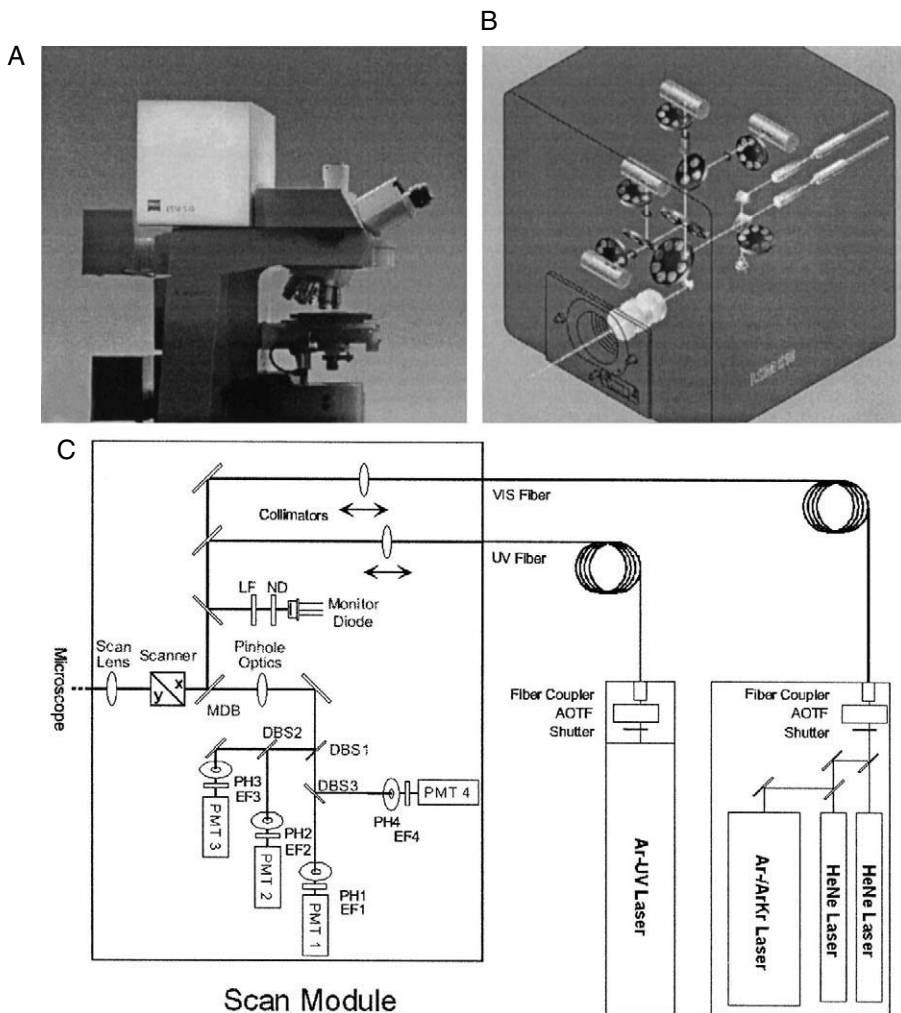 A
B
C
VIS Fiber
Collimators
UV Fiber
LF ND
Monitor
Diode
Scan
Lens
Scanner
Pinhole
Optics
Microscope
x
y
MDB
DBS2
DBS1
DBS3
PH3
EF3
PMT 3
PH2
EF2
PMT 2
PH4
EF4
PMT 4
PH1
EF1
PMT 1
Fiber Coupler
AOTF
Shutter
Ar-UV Laser
Fiber Coupler
AOTF
Shutter
Ar-/ArKr Laser
HeNe Laser
HeNe Laser
Scan Module